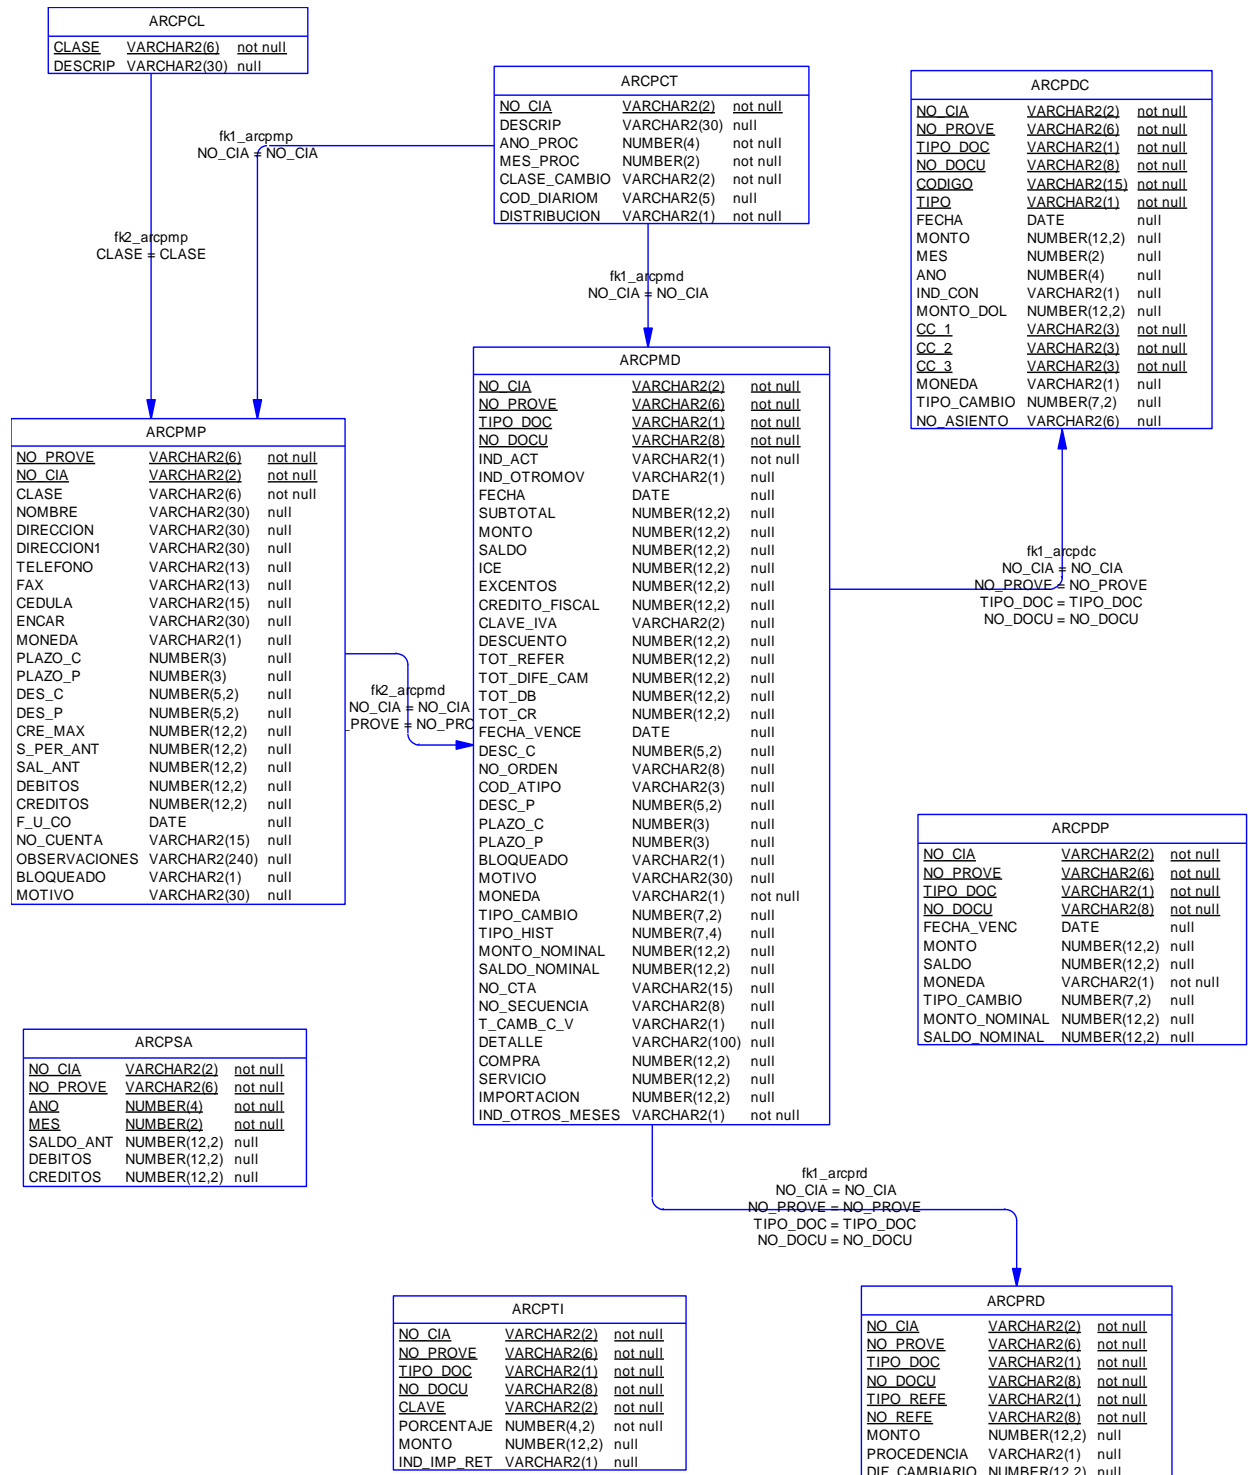 ARCPCL
CLASE VARCHAR2(6) not null
DESCRIP VARCHAR2(30) null
ARCPCT
NO_CIA VARCHAR2(2) not null
DESCRIP VARCHAR2(30) null
ANO_PROC NUMBER(4) not null
MES_PROC NUMBER(2) not null
CLASE_CAMBIO VARCHAR2(2) not null
COD_DIARIOM VARCHAR2(5) null
DISTRIBUCION VARCHAR2(1) not null
ARCPDC
NO_CIA VARCHAR2(2) not null
NO_PROVE VARCHAR2(6) not null
TIPO_DOC VARCHAR2(1) not null
NO_DOCU VARCHAR2(8) not null
CODIGO VARCHAR2(15) not null
TIPO VARCHAR2(1) not null
FECHA DATE null
MONTO NUMBER(12,2) null
MES NUMBER(2) null
ANO NUMBER(4) null
IND_CON VARCHAR2(1) null
MONTO_DOL NUMBER(12,2) null
CC_1 VARCHAR2(3) not null
CC_2 VARCHAR2(3) not null
CC_3 VARCHAR2(3) not null
MONEDA VARCHAR2(1) null
TIPO_CAMBIO NUMBER(7,2) null
NO_ASIENTO VARCHAR2(6) null
fk1_arcpmp
NO_CIA = NO_CIA
fk2_arcpmp
CLASE = CLASE
fk1_arcpmd
NO_CIA = NO_CIA
ARCPMP
NO_PROVE VARCHAR2(6) not null
NO_CIA VARCHAR2(2) not null
CLASE VARCHAR2(6) not null
NOMBRE VARCHAR2(30) null
DIRECCION VARCHAR2(30) null
DIRECCION1 VARCHAR2(30) null
TELEFONO VARCHAR2(13) null
FAX VARCHAR2(13) null
CEDULA VARCHAR2(15) null
ENCAR VARCHAR2(30) null
MONEDA VARCHAR2(1) null
PLAZO_C NUMBER(3) null
PLAZO_P NUMBER(3) null
DES_C NUMBER(5,2) null
DES_P NUMBER(5,2) null
CRE_MAX NUMBER(12,2) null
S_PER_ANT NUMBER(12,2) null
SAL_ANT NUMBER(12,2) null
DEBITOS NUMBER(12,2) null
CREDITOS NUMBER(12,2) null
F_U_CO DATE null
NO_CUENTA VARCHAR2(15) null
OBSERVACIONES VARCHAR2(240) null
BLOQUEADO VARCHAR2(1) null
MOTIVO VARCHAR2(30) null
fk2_arcpmd
NO_CIA = NO_CIA
_PROVE = NO_PRO
ARCPMD
NO_CIA VARCHAR2(2) not null
NO_PROVE VARCHAR2(6) not null
TIPO_DOC VARCHAR2(1) not null
NO_DOCU VARCHAR2(8) not null
IND_ACT VARCHAR2(1) not null
IND_OTROMOV VARCHAR2(1) null
FECHA DATE null
SUBTOTAL NUMBER(12,2) null
MONTO NUMBER(12,2) null
SALDO NUMBER(12,2) null
ICE NUMBER(12,2) null
EXCENTOS NUMBER(12,2) null
CREDITO_FISCAL NUMBER(12,2) null
CLAVE_IVA VARCHAR2(2) null
DESCUENTO NUMBER(12,2) null
TOT_REFER NUMBER(12,2) null
TOT_DIFE_CAM NUMBER(12,2) null
TOT_DB NUMBER(12,2) null
TOT_CR NUMBER(12,2) null
FECHA_VENCE DATE null
DESC_C NUMBER(5,2) null
NO_ORDEN VARCHAR2(8) null
COD_ATIPO VARCHAR2(3) null
DESC_P NUMBER(5,2) null
PLAZO_C NUMBER(3) null
PLAZO_P NUMBER(3) null
BLOQUEADO VARCHAR2(1) null
MOTIVO VARCHAR2(30) null
MONEDA VARCHAR2(1) not null
TIPO_CAMBIO NUMBER(7,2) null
TIPO_HIST NUMBER(7,4) null
MONTO_NOMINAL NUMBER(12,2) null
SALDO_NOMINAL NUMBER(12,2) null
NO_CTA VARCHAR2(15) null
NO_SECUENCIA VARCHAR2(8) null
T_CAMB_C_V VARCHAR2(1) null
DETALLE VARCHAR2(100) null
COMPRA NUMBER(12,2) null
SERVICIO NUMBER(12,2) null
IMPORTACION NUMBER(12,2) null
IND_OTROS_MESES VARCHAR2(1) not null
fk1_arcpdc
NO_CIA = NO_CIA
NO_PROVE = NO_PROVE
TIPO_DOC = TIPO_DOC
NO_DOCU = NO_DOCU
ARCPDP
NO_CIA VARCHAR2(2) not null
NO_PROVE VARCHAR2(6) not null
TIPO_DOC VARCHAR2(1) not null
NO_DOCU VARCHAR2(8) not null
FECHA_VENC DATE null
MONTO NUMBER(12,2) null
SALDO NUMBER(12,2) null
MONEDA VARCHAR2(1) not null
TIPO_CAMBIO NUMBER(7,2) null
MONTO_NOMINAL NUMBER(12,2) null
SALDO_NOMINAL NUMBER(12,2) null
ARCPSA
NO_CIA VARCHAR2(2) not null
NO_PROVE VARCHAR2(6) not null
ANO NUMBER(4) not null
MES NUMBER(2) not null
SALDO_ANT NUMBER(12,2) null
DEBITOS NUMBER(12,2) null
CREDITOS NUMBER(12,2) null
fk1_arcprd
NO_CIA = NO_CIA
NO_PROVE = NO_PROVE
TIPO_DOC = TIPO_DOC
NO_DOCU = NO_DOCU
ARCPTI
NO_CIA VARCHAR2(2) not null
NO_PROVE VARCHAR2(6) not null
TIPO_DOC VARCHAR2(1) not null
NO_DOCU VARCHAR2(8) not null
CLAVE VARCHAR2(2) not null
PORCENTAJE NUMBER(4,2) not null
MONTO NUMBER(12,2) null
IND_IMP_RET VARCHAR2(1) null
ARCPRD
NO_CIA VARCHAR2(2) not null
NO_PROVE VARCHAR2(6) not null
TIPO_DOC VARCHAR2(1) not null
NO_DOCU VARCHAR2(8) not null
TIPO_REFE VARCHAR2(1) not null
NO_REFE VARCHAR2(8) not null
MONTO NUMBER(12,2) null
PROCEDENCIA VARCHAR2(1) null
DIF_CAMBIARIO NUMBER(12,2) null